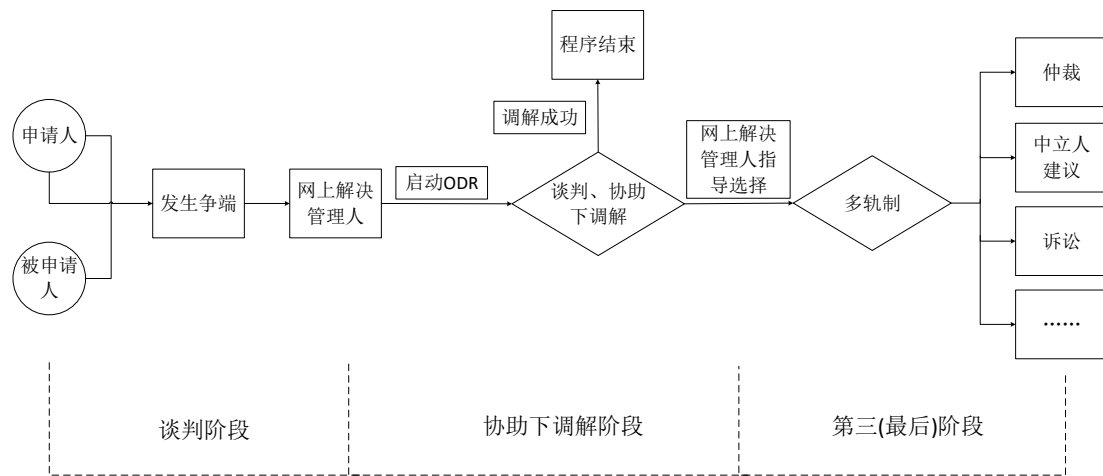 程序结束
仲裁
调解成功
申请人
网上解决
管理人指
导选择
中立人
建议
启动ODR
发生争端
网上解决
管理人
谈判、协助
下调解
多轨制
诉讼
被申请
人
……
谈判阶段
协助下调解阶段
第三(最后)阶段